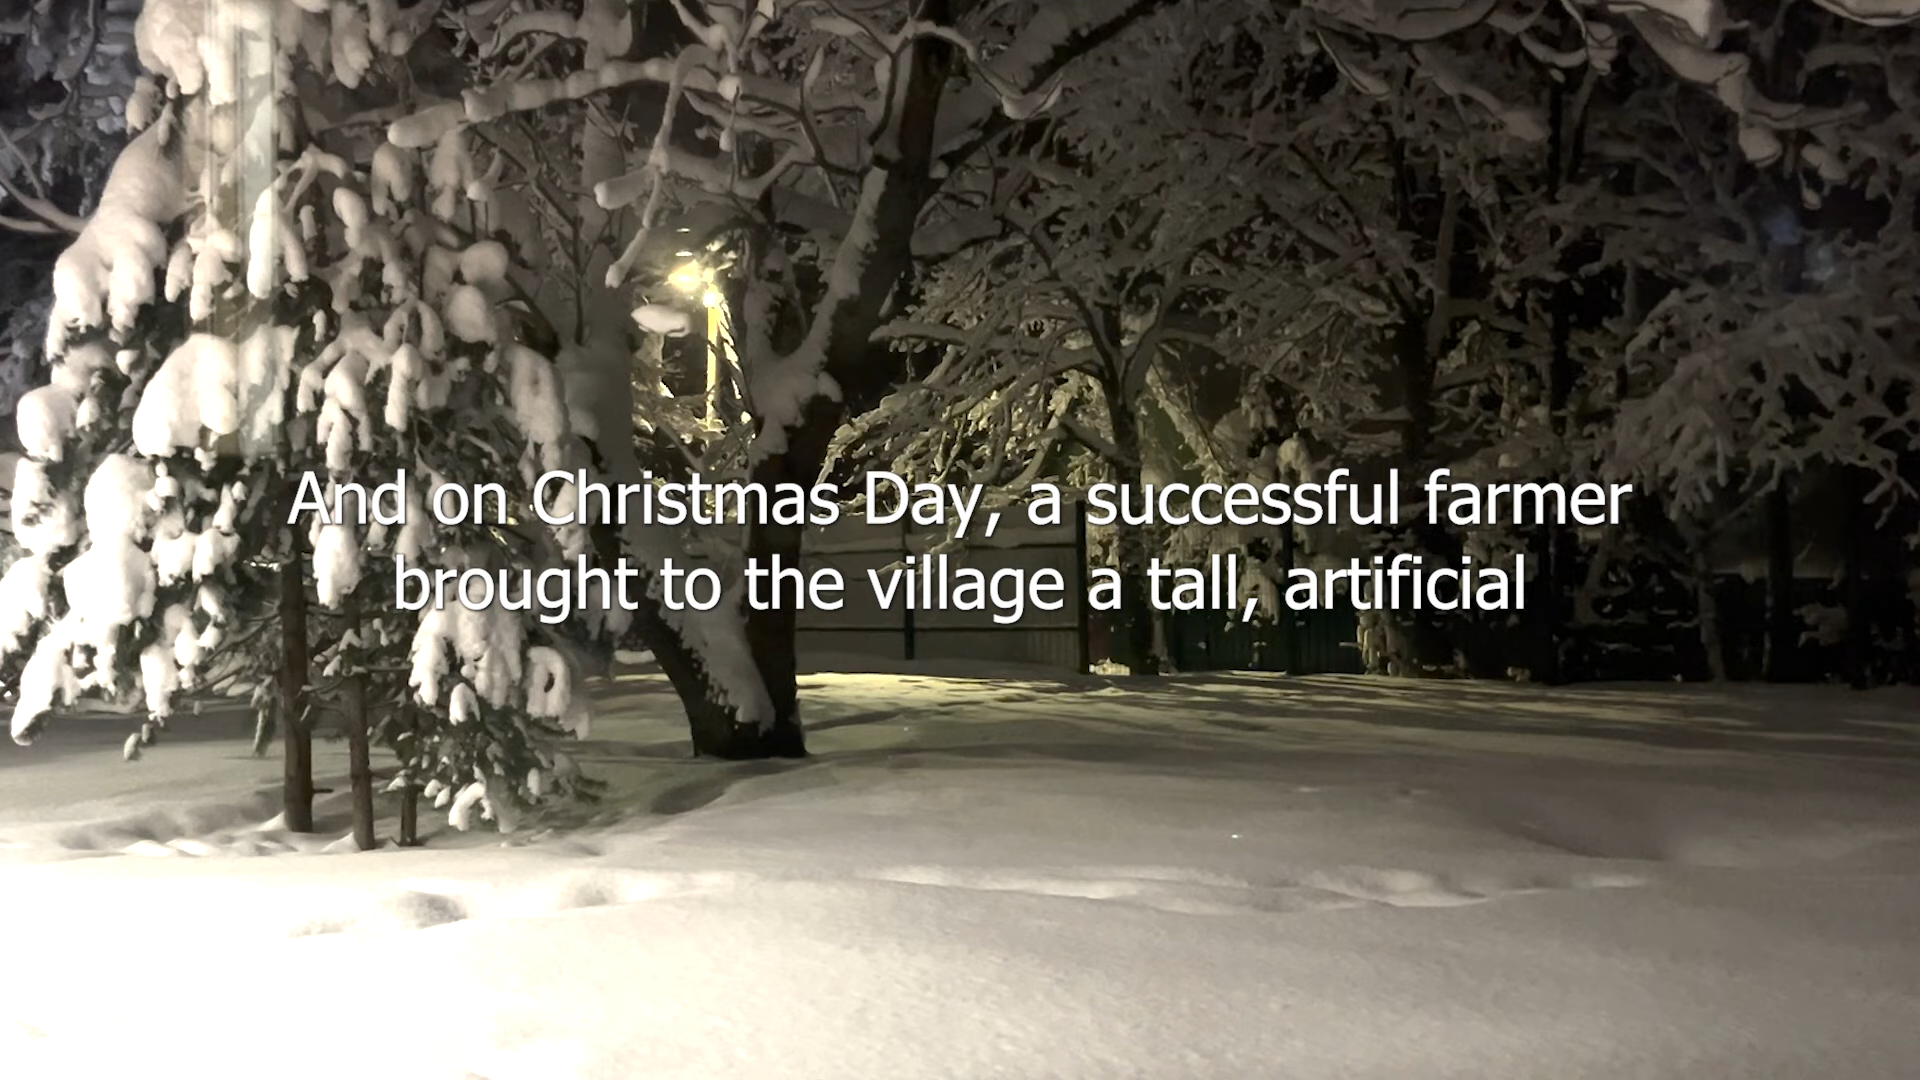 And on Christmas Day, a successful farmer
brought to the village a tall, artificial